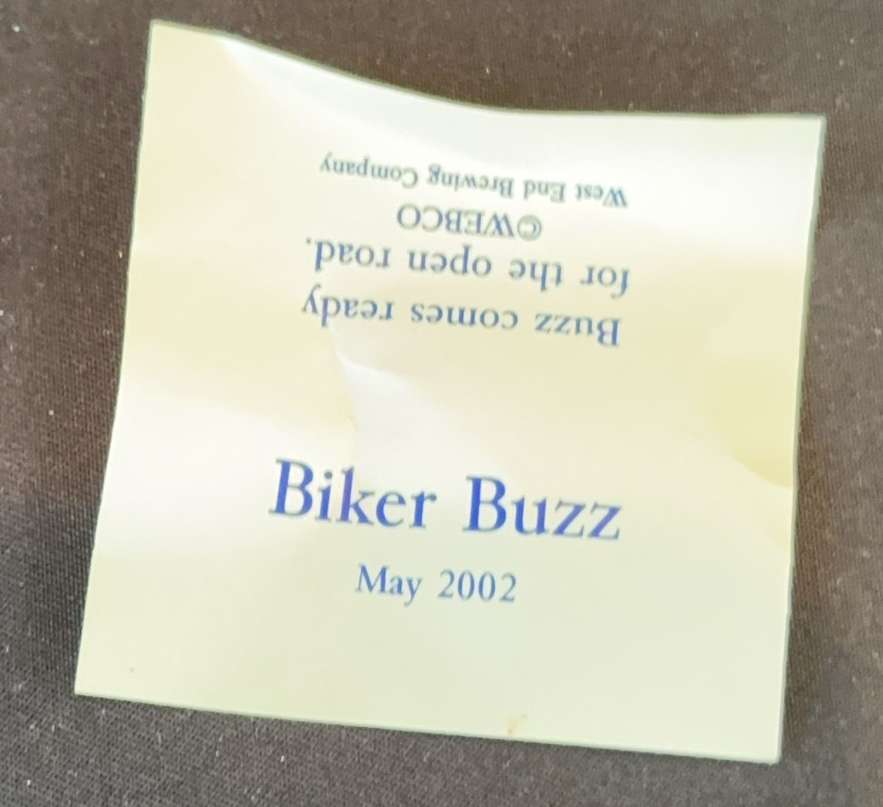 Biker Buzz
May 2002
Buzz comes ready
for the open road.
©WEBCO
West End Brewing Company